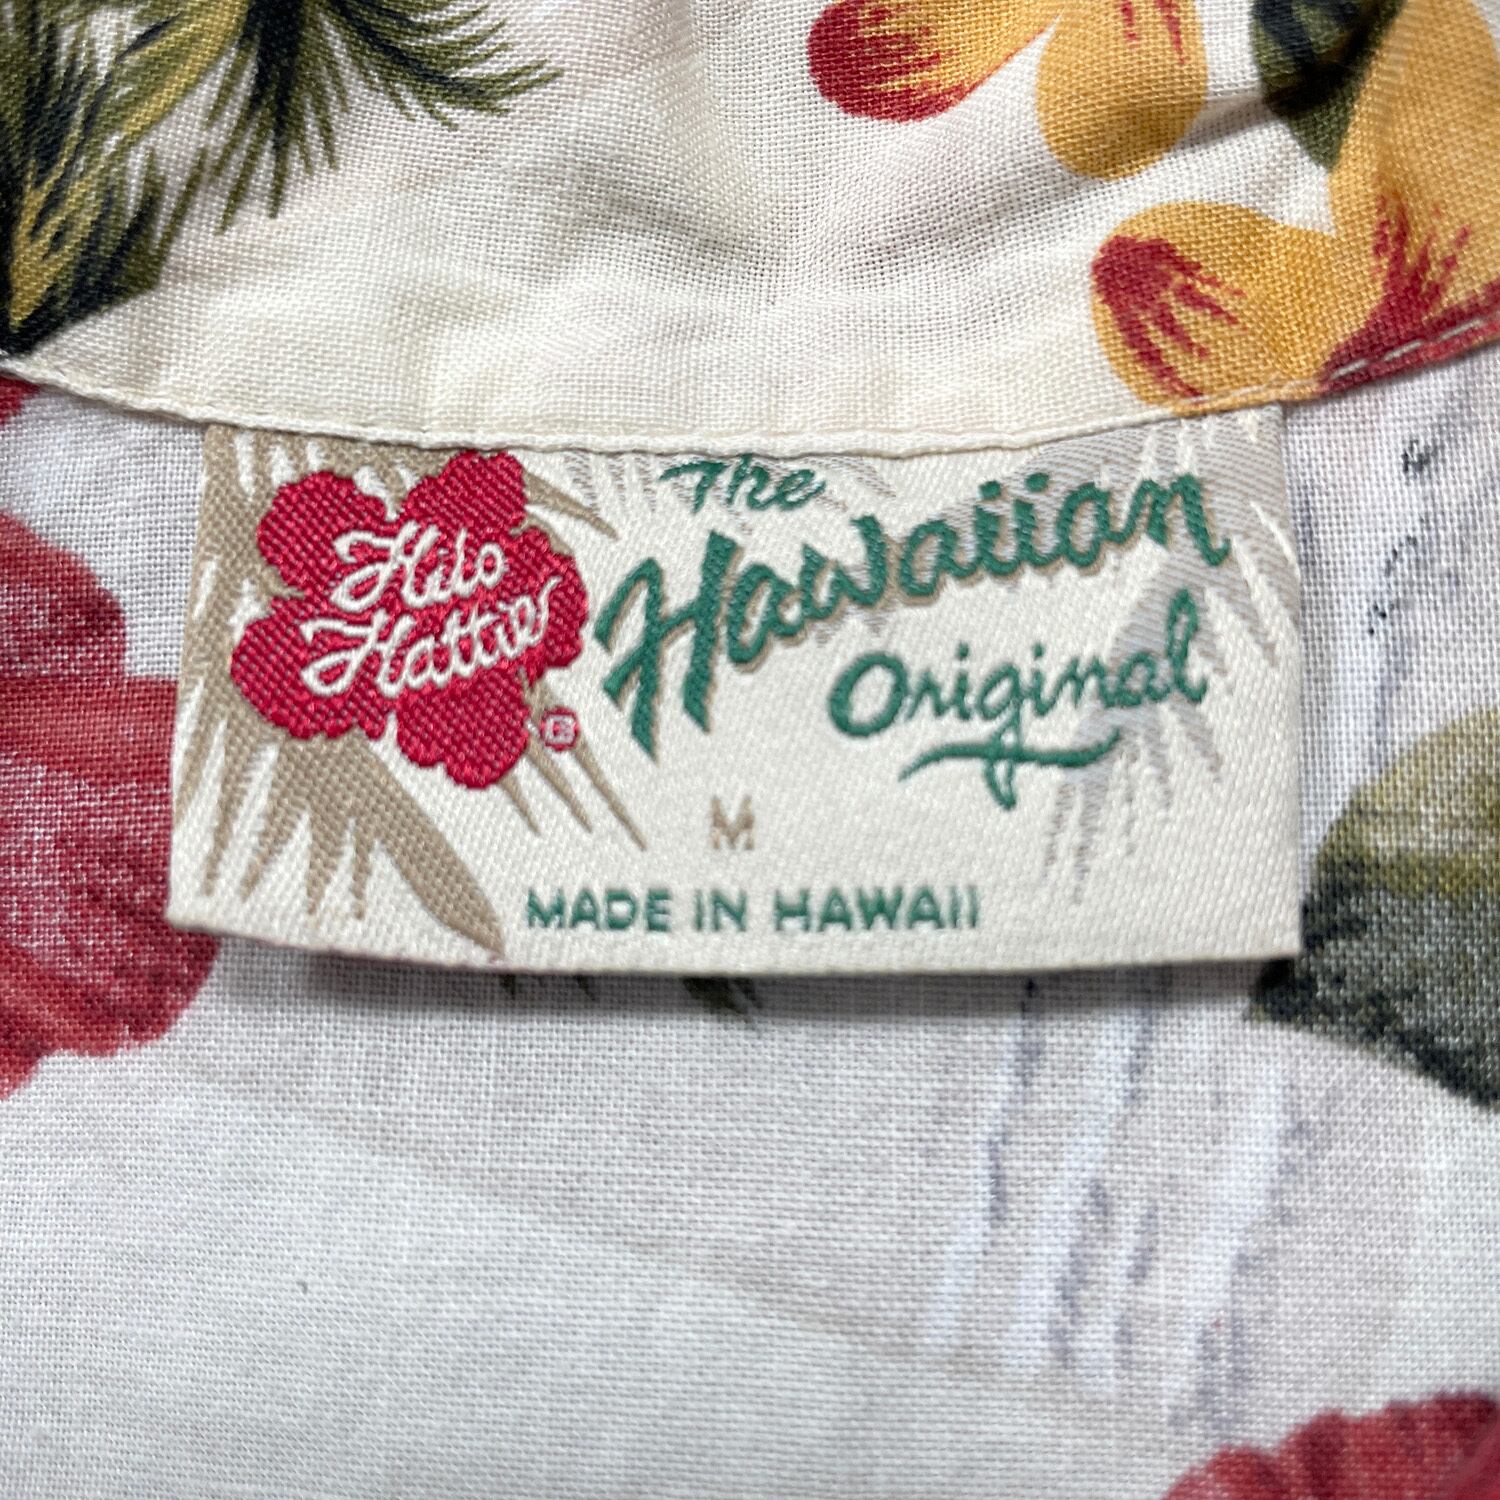 Hilo
Hattie's
®
The
Hawaiian
Original
M
MADE IN HAWAII